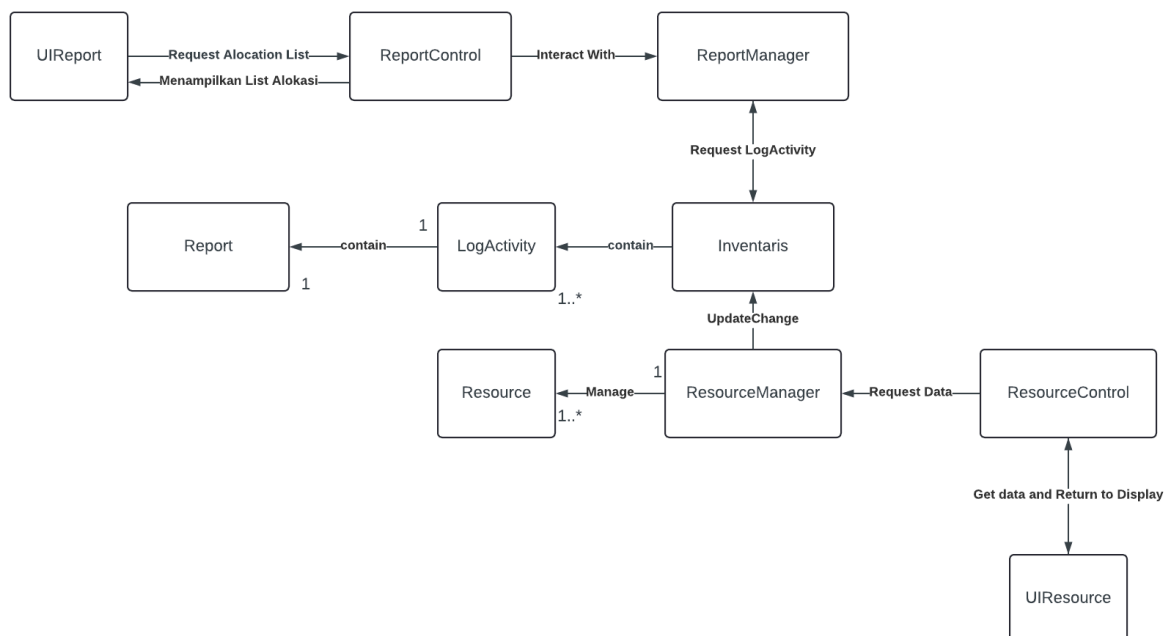 UIReport
Request Alocation List
Menampilkan List Alokasi
ReportControl
Interact With
ReportManager
Request LogActivity
Report
contain
1
1
LogActivity
contain
1..*
Inventaris
UpdateChange
Resource
Manage
1
1..*
ResourceManager
Request Data
ResourceControl
Get data and Return to Display
UIResource